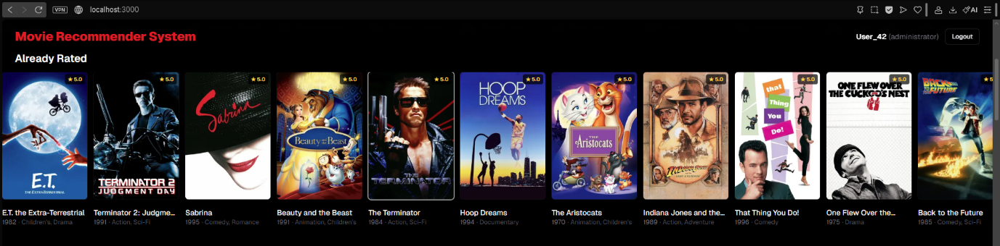 VPN localhost:3000 AI
Movie Recommender System
User_42 (administrator) Logout
Already Rated
★ 5.0
★ 5.0
★ 5.0
★ 5.0
★ 5.0
★ 5.0
★ 5.0
★ 5.0
★ 5.0
★ 5.0
★ 5
E.T.
THE EXTRA-TERRESTRIAL
TERMINATOR 2
JUDGMENT DAY
Sabrina
Beauty and the Beast
THE
TERMINATOR
HOOP
DREAMS
THE
Aristocats
INDIANA JONES
that
Thing
You
Do!
ONE FLEW OVER
THE CUCKOO'S NEST
BACK
TO THE
FUTURE
E.T. the Extra-Terrestrial
1982 · Children's, Drama
Terminator 2: Judgme...
1991 · Action, Sci-Fi
Sabrina
1995 · Comedy, Romance
Beauty and the Beast
1991 · Animation, Children's
The Terminator
1984 · Action, Sci-Fi
Hoop Dreams
1994 · Documentary
The Aristocats
1970 · Animation, Children's
Indiana Jones and the...
1989 · Action, Adventure
That Thing You Do!
1996 · Comedy
One Flew Over the...
1975 · Drama
Back to the Future
1985 · Comedy, Sci-Fi